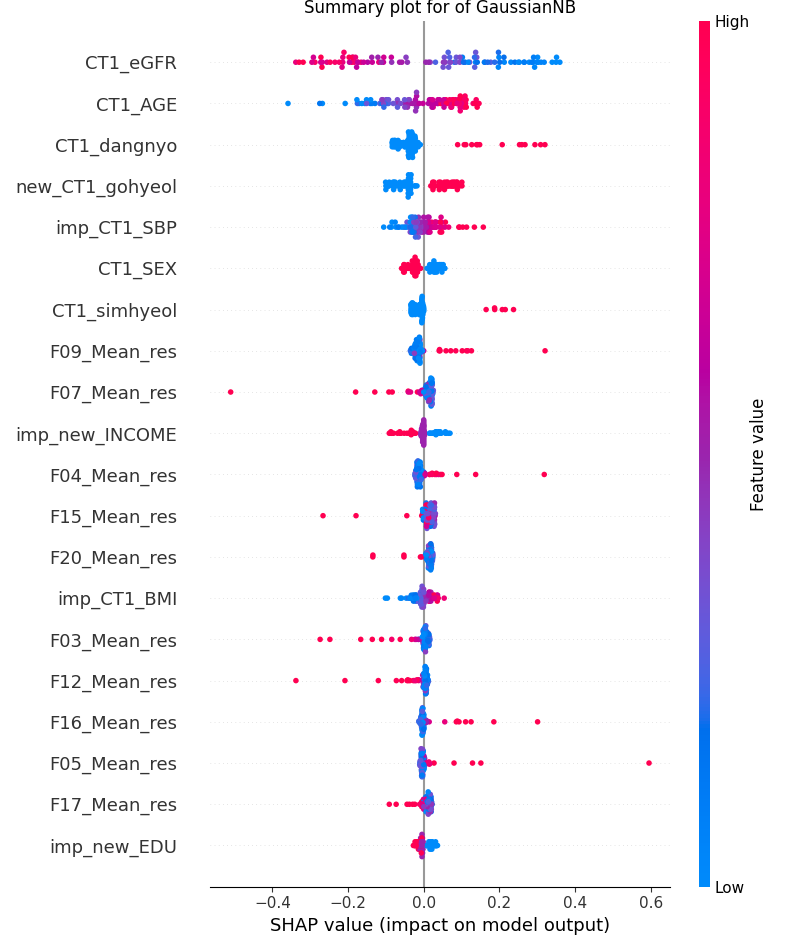 Summary plot for of GaussianNB
High
CT1_eGFR
CT1_AGE
CT1_dangnyo
new_CT1_gohyeol
imp_CT1_SBP
CT1_SEX
CT1_simhyeol
F09_Mean_res
F07_Mean_res
imp_new_INCOME
F04_Mean_res
F15_Mean_res
F20_Mean_res
imp_CT1_BMI
F03_Mean_res
F12_Mean_res
F16_Mean_res
F05_Mean_res
F17_Mean_res
imp_new_EDU
Feature value
Low
−0.4 −0.2 0.0 0.2 0.4 0.6
SHAP value (impact on model output)